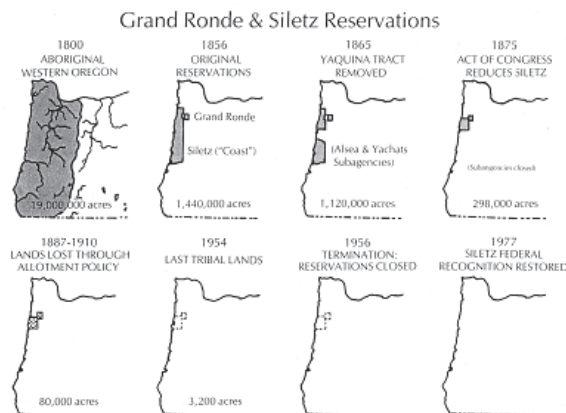 Grand Ronde & Siletz Reservations
1800
ABORIGINAL
WESTERN OREGON
19,000,000 acres
1856
ORIGINAL
RESERVATIONS
Grand Ronde
Siletz ("Coast")
1,440,000 acres
1865
YAQUINA TRACT
REMOVED
(Alsea & Yachats
Subagencies)
1,120,000 acres
1875
ACT OF CONGRESS
REDUCES SILETZ
(Subagencies closed)
298,000 acres
1887-1910
LANDS LOST THROUGH
ALLOTMENT POLICY
80,000 acres
1954
LAST TRIBAL LANDS
3,200 acres
1956
TERMINATION:
RESERVATIONS CLOSED
1977
SILETZ FEDERAL
RECOGNITION RESTORED